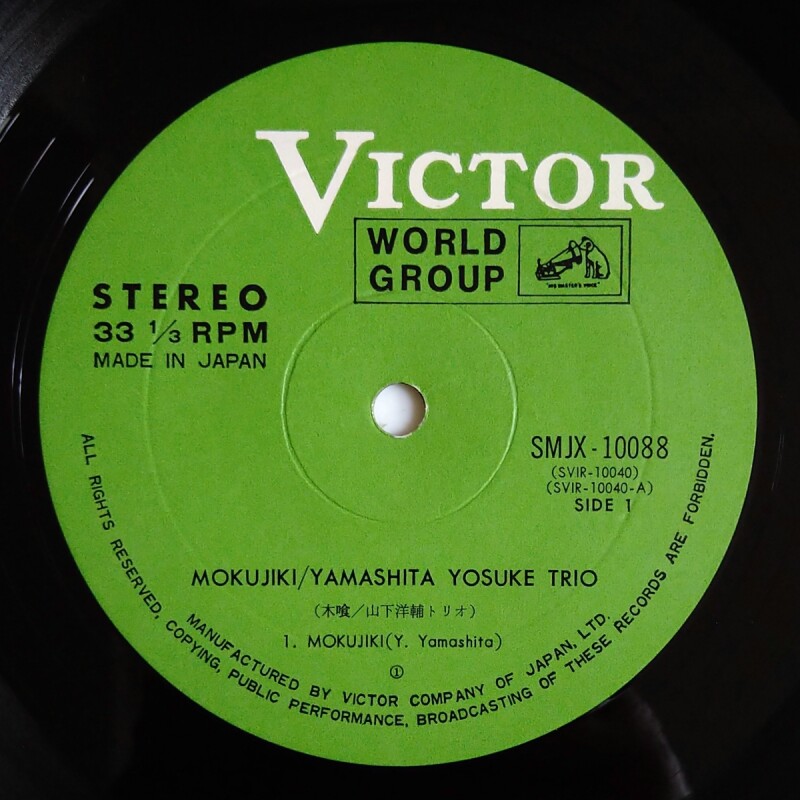 VICTOR
WORLD
GROUP
"HIS MASTER'S VOICE"
STEREO
33 1/3 RPM
MADE IN JAPAN
SMJX-10088
(SVIR-10040)
(SVIR-10040-A)
SIDE 1
MOKUJIKI/YAMASHITA YOSUKE TRIO
(木喰/山下洋輔トリオ)
1. MOKUJIKI(Y. Yamashita)
①
MANUFACTURED BY VICTOR COMPANY OF JAPAN, LTD.
ALL RIGHTS RESERVED, COPYING, PUBLIC PERFORMANCE, BROADCASTING OF THESE RECORDS ARE FORBIDDEN.